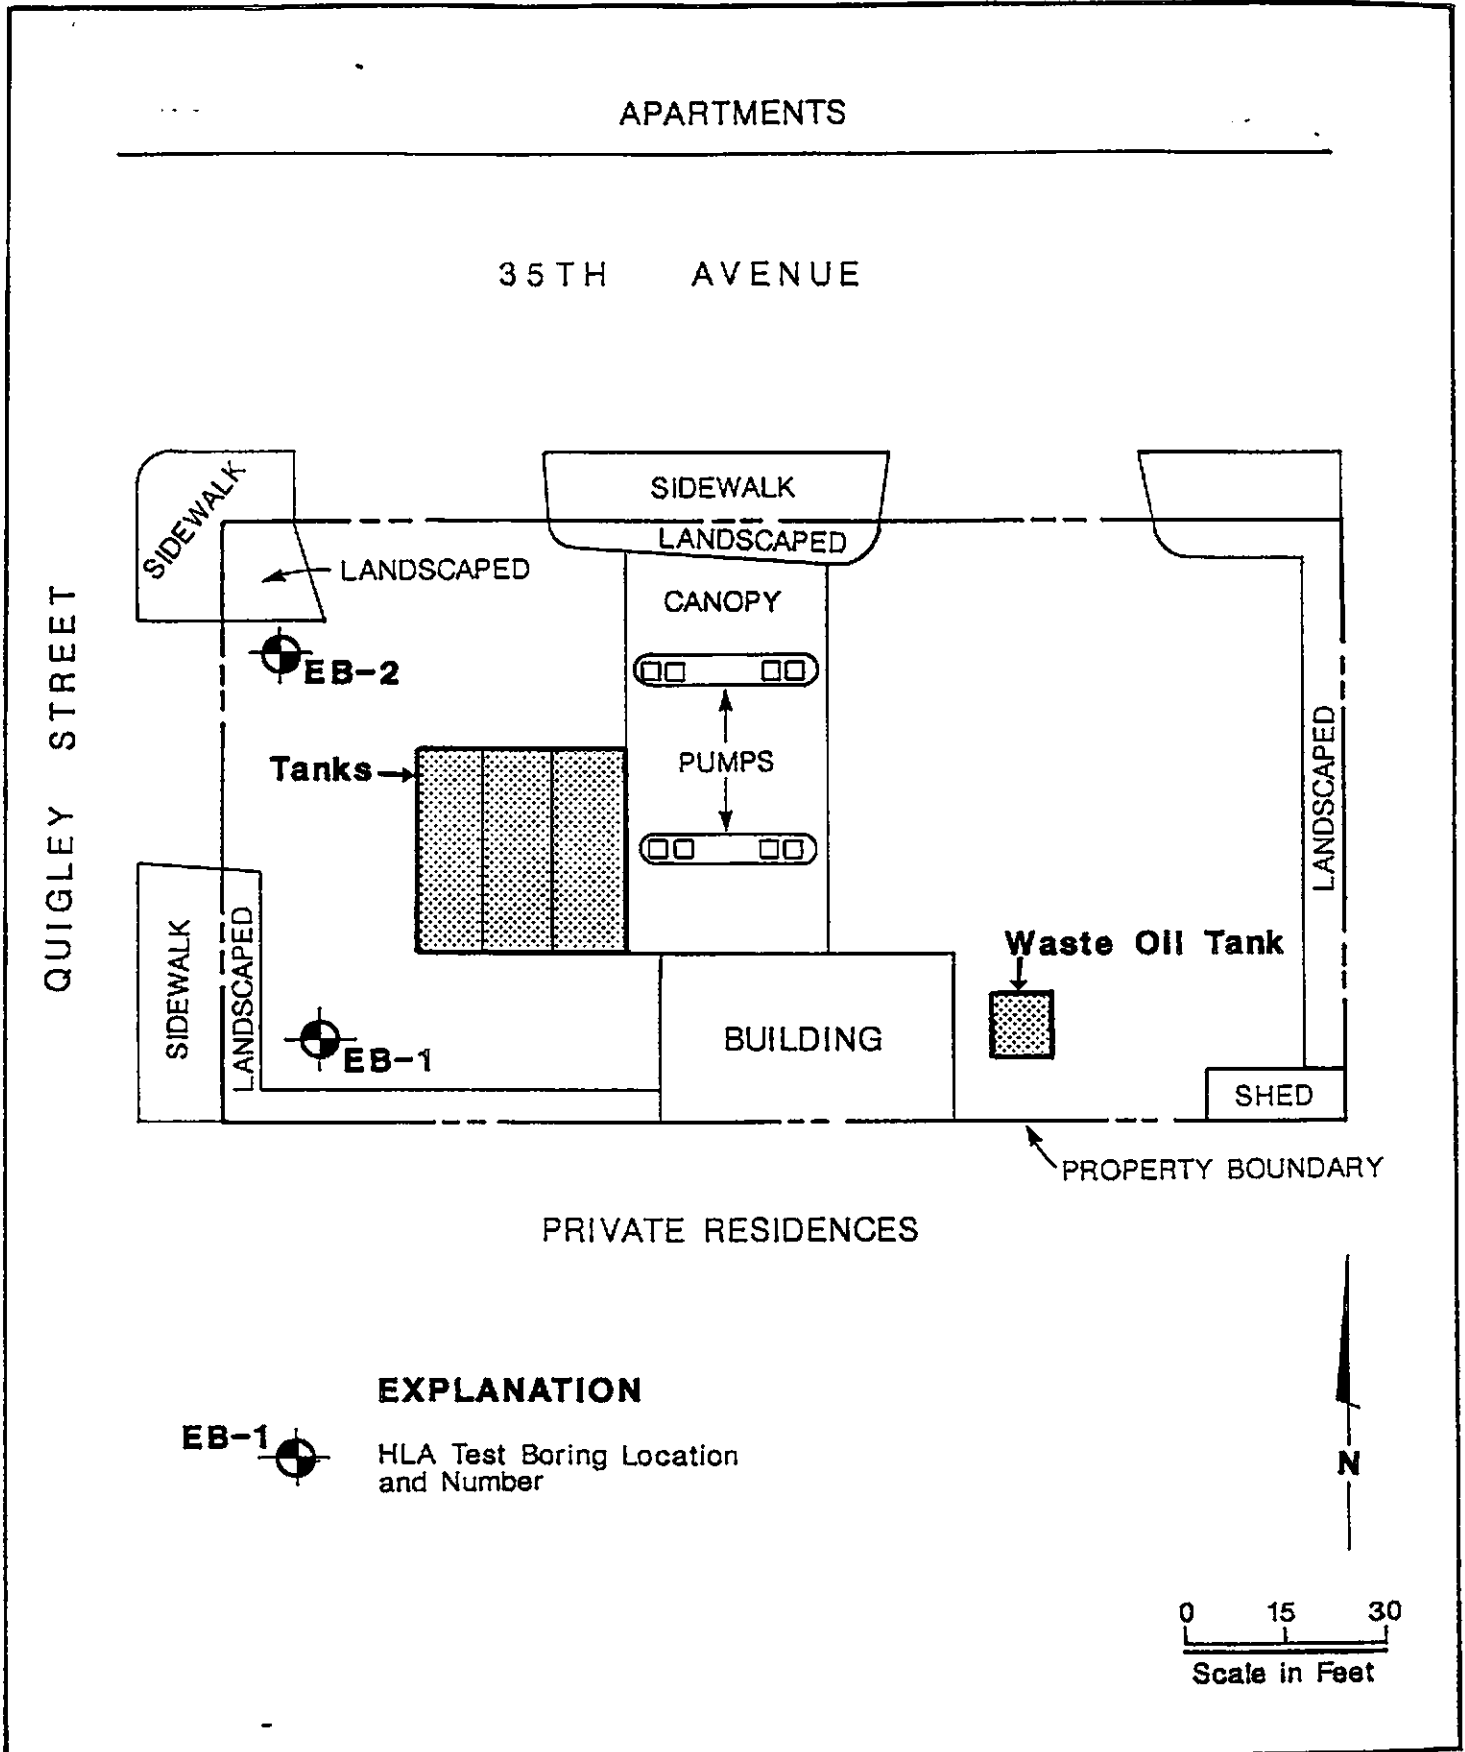 APARTMENTS
35TH AVENUE
SIDEWALK
SIDEWALK
LANDSCAPED
LANDSCAPED
CANOPY
QUIGLEY STREET
EB-2
Tanks
PUMPS
LANDSCAPED
Waste Oil Tank
SIDEWALK
LANDSCAPED
EB-1
BUILDING
SHED
PROPERTY BOUNDARY
PRIVATE RESIDENCES
EXPLANATION
EB-1
HLA Test Boring Location
and Number
N
0 15 30
Scale in Feet